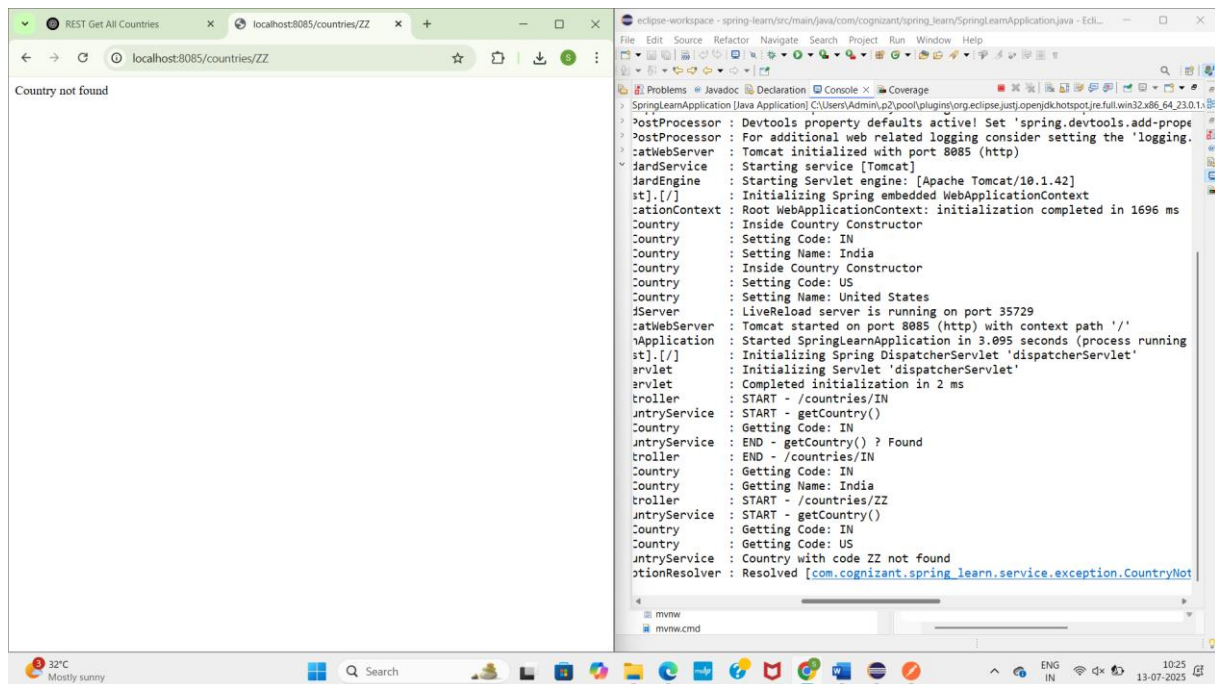 REST Get All Countries
localhost:8085/countries/ZZ
localhost:8085/countries/ZZ
Country not found
eclipse-workspace - spring-learn/src/main/java/com/cognizant/spring_learn/SpringLearnApplication.java - Ecli...
File Edit Source Refactor Navigate Search Project Run Window Help
Problems Javadoc Declaration Console Coverage
SpringLearnApplication [Java Application] C:\Users\Admin\.p2\pool\plugins\org.eclipse.justj.openjdk.hotspot.jre.full.win32.x86_64_23.0.1.
PostProcessor : Devtools property defaults active! Set 'spring.devtools.add-prope
PostProcessor : For additional web related logging consider setting the 'logging.
catWebServer : Tomcat initialized with port 8085 (http)
dardService : Starting service [Tomcat]
dardEngine : Starting Servlet engine: [Apache Tomcat/10.1.42]
st].[/] : Initializing Spring embedded WebApplicationContext
cationContext : Root WebApplicationContext: initialization completed in 1696 ms
Country : Inside Country Constructor
Country : Setting Code: IN
Country : Setting Name: India
Country : Inside Country Constructor
Country : Setting Code: US
Country : Setting Name: United States
dServer : LiveReload server is running on port 35729
catWebServer : Tomcat started on port 8085 (http) with context path '/'
nApplication : Started SpringLearnApplication in 3.095 seconds (process running
st].[/] : Initializing Spring DispatcherServlet 'dispatcherServlet'
ervlet : Initializing Servlet 'dispatcherServlet'
ervlet : Completed initialization in 2 ms
troller : START - /countries/IN
untryService : START - getCountry()
Country : Getting Code: IN
untryService : END - getCountry() ? Found
troller : END - /countries/IN
Country : Getting Code: IN
Country : Getting Name: India
troller : START - /countries/ZZ
untryService : START - getCountry()
Country : Getting Code: IN
Country : Getting Code: US
untryService : Country with code ZZ not found
ptionResolver : Resolved [com.cognizant.spring_learn.service.exception.CountryNot
mvnw
mvnw.cmd
3
32°C
Mostly sunny
Search
ENG
IN
10:25
13-07-2025